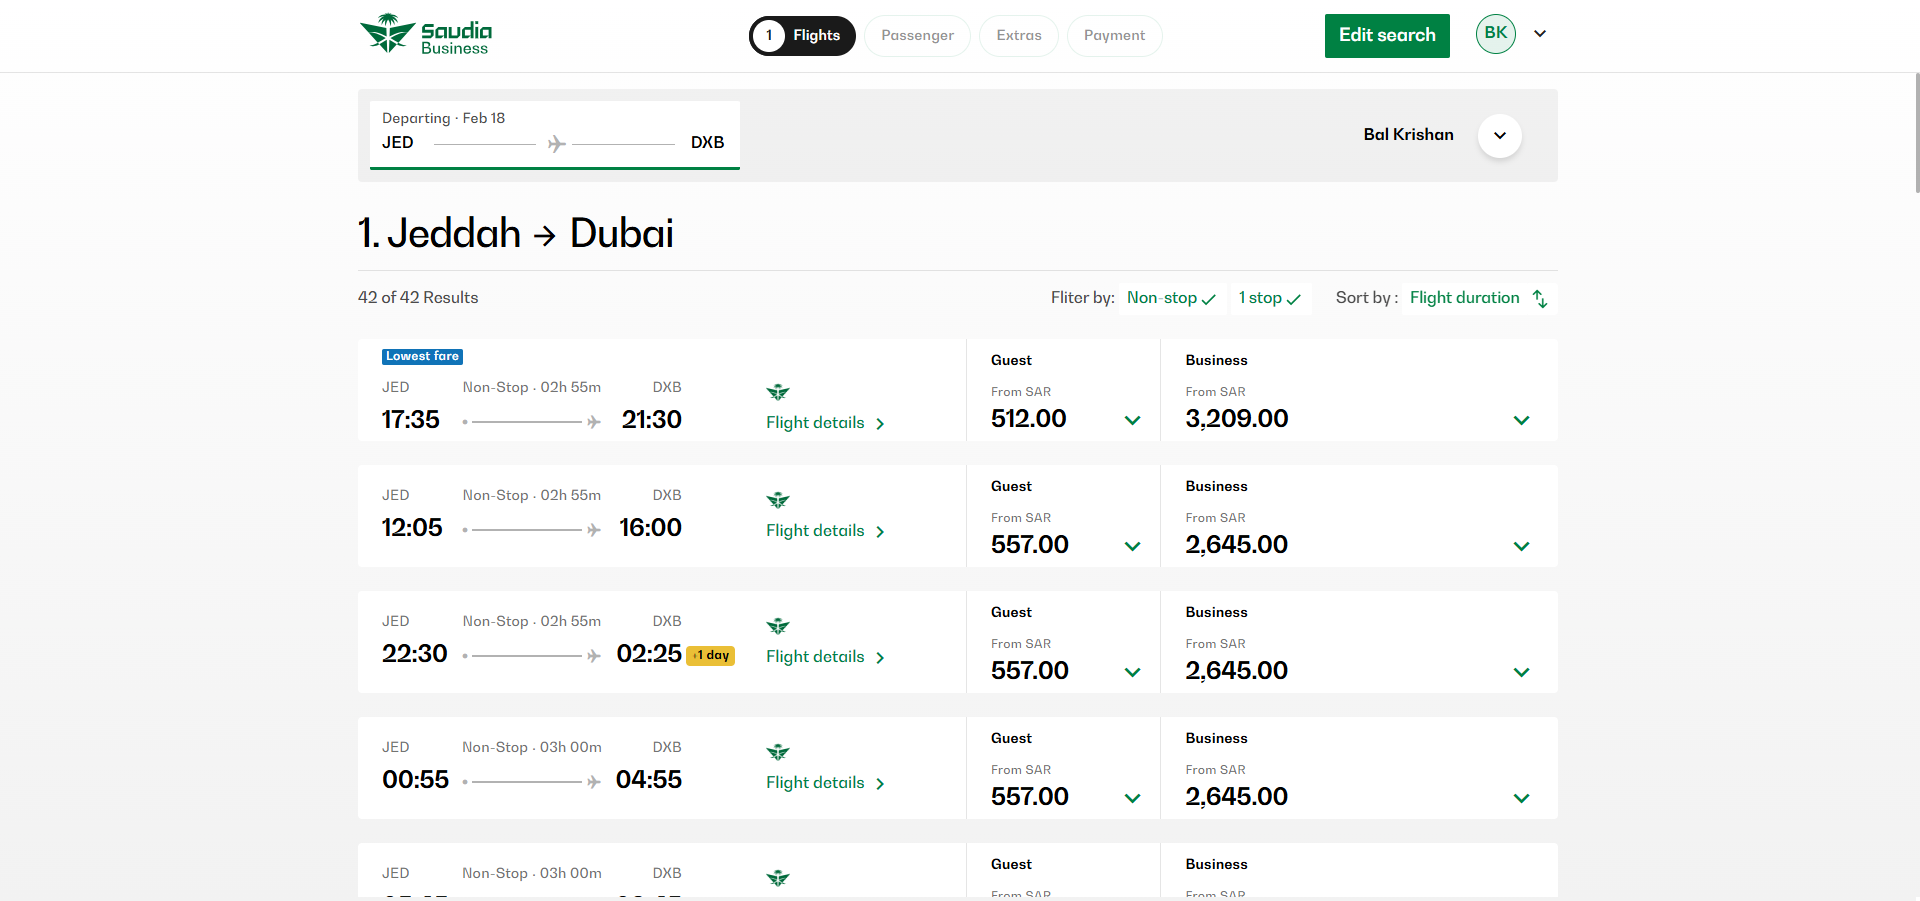 Saudia
Business
1 Flights
Passenger
Extras
Payment
Edit search
BK
Departing · Feb 18
JED DXB
Bal Krishan
1. Jeddah → Dubai
42 of 42 Results
Fliter by: Non-stop 1 stop Sort by : Flight duration
Lowest fare
JED Non-Stop · 02h 55m DXB
17:35 21:30
Flight details
Guest
From SAR
512.00
Business
From SAR
3,209.00
JED Non-Stop · 02h 55m DXB
12:05 16:00
Flight details
Guest
From SAR
557.00
Business
From SAR
2,645.00
JED Non-Stop · 02h 55m DXB
22:30 02:25 +1 day
Flight details
Guest
From SAR
557.00
Business
From SAR
2,645.00
JED Non-Stop · 03h 00m DXB
00:55 04:55
Flight details
Guest
From SAR
557.00
Business
From SAR
2,645.00
JED Non-Stop · 03h 00m DXB
Guest
From SAR
Business
From SAR